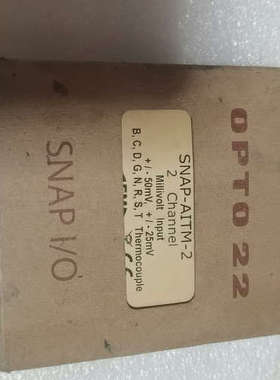 OPTO 22
SNAP-AITM-2
2 Channel
Millivolt Input
+/- 50mV, +/- 25mV
B, C, D, G, N, R, S, T Thermocouple
SNAP I/O